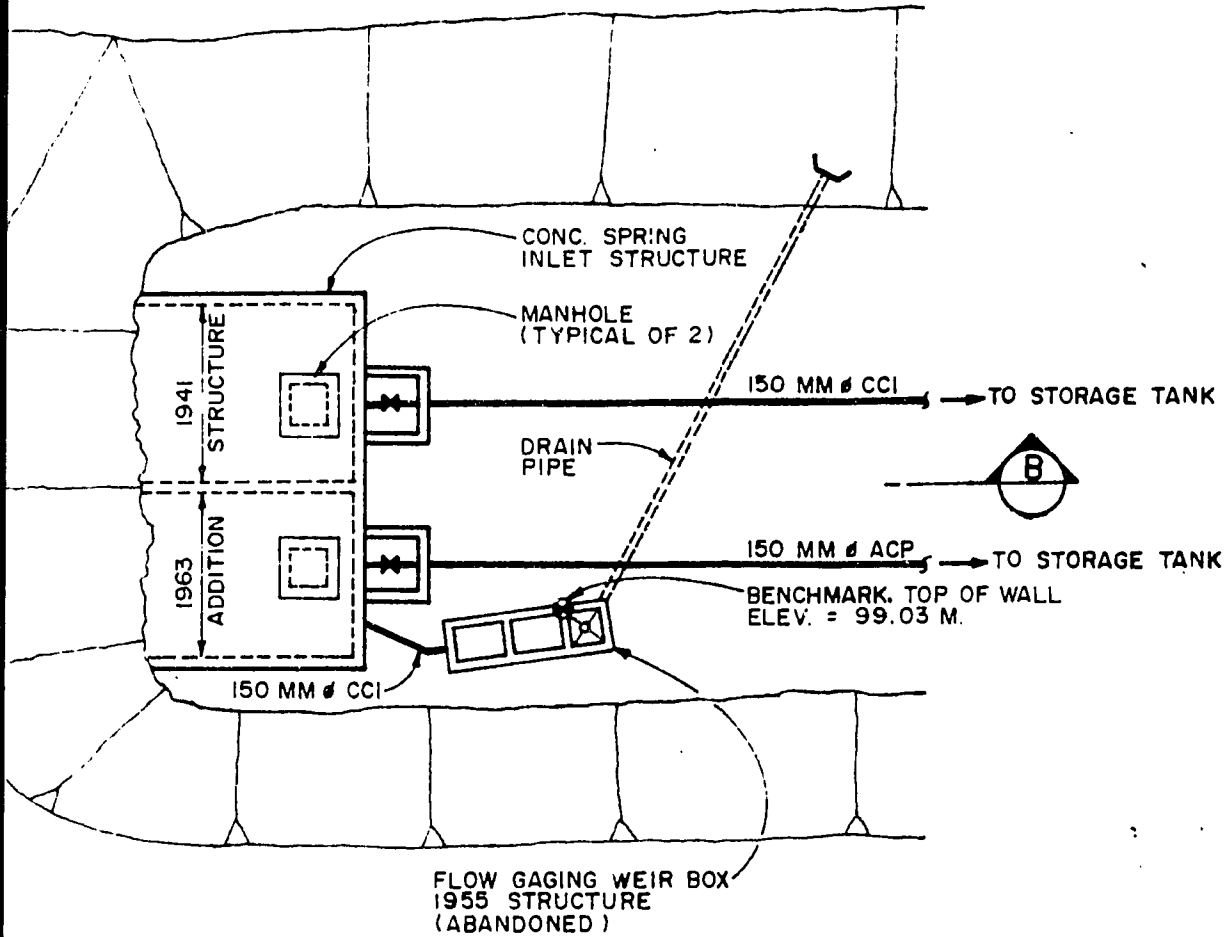 CONC. SPRING
INLET STRUCTURE
MANHOLE
(TYPICAL OF 2)
1941
STRUCTURE
150 MM ø CCI
TO STORAGE TANK
DRAIN
PIPE
B
1963
ADDITION
150 MM ø ACP
TO STORAGE TANK
BENCHMARK. TOP OF WALL
ELEV. = 99.03 M.
150 MM ø CCI
FLOW GAGING WEIR BOX
1955 STRUCTURE
(ABANDONED)